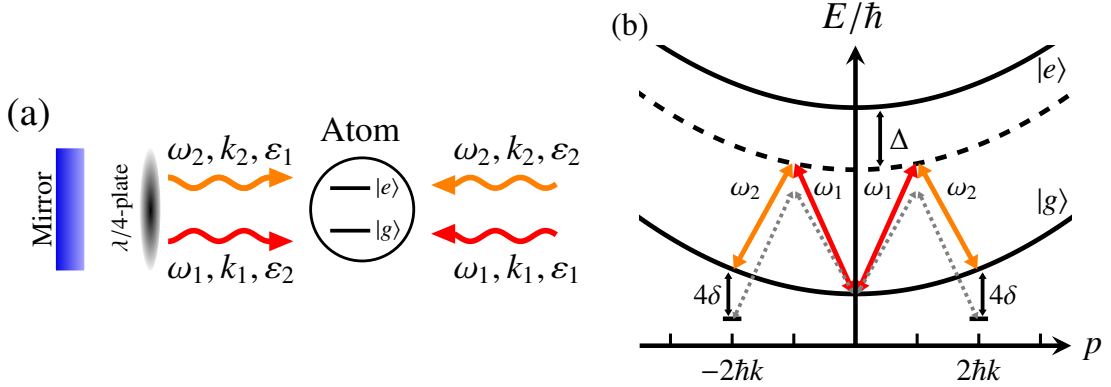 (a)
Mirror
λ/4-plate
ω₂, k₂, ε₁
ω₁, k₁, ε₂
Atom
|e⟩
|g⟩
ω₂, k₂, ε₂
ω₁, k₁, ε₁
(b)
E/ħ
|e⟩
Δ
|g⟩
ω₂ ω₁ ω₁ ω₂
4δ 4δ
−2ħk 2ħk p